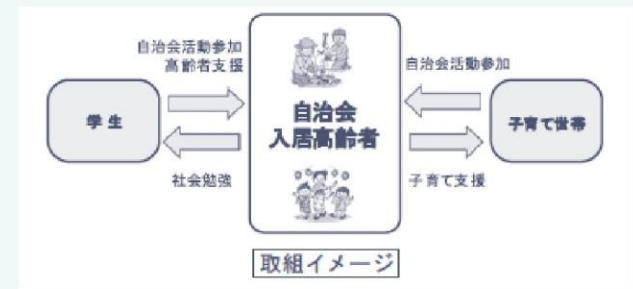 自治会活動参加
高齢者支援
学生
社会勉強
自治会
入居高齢者
自治会活動参加
子育て世帯
子育て支援
取組イメージ